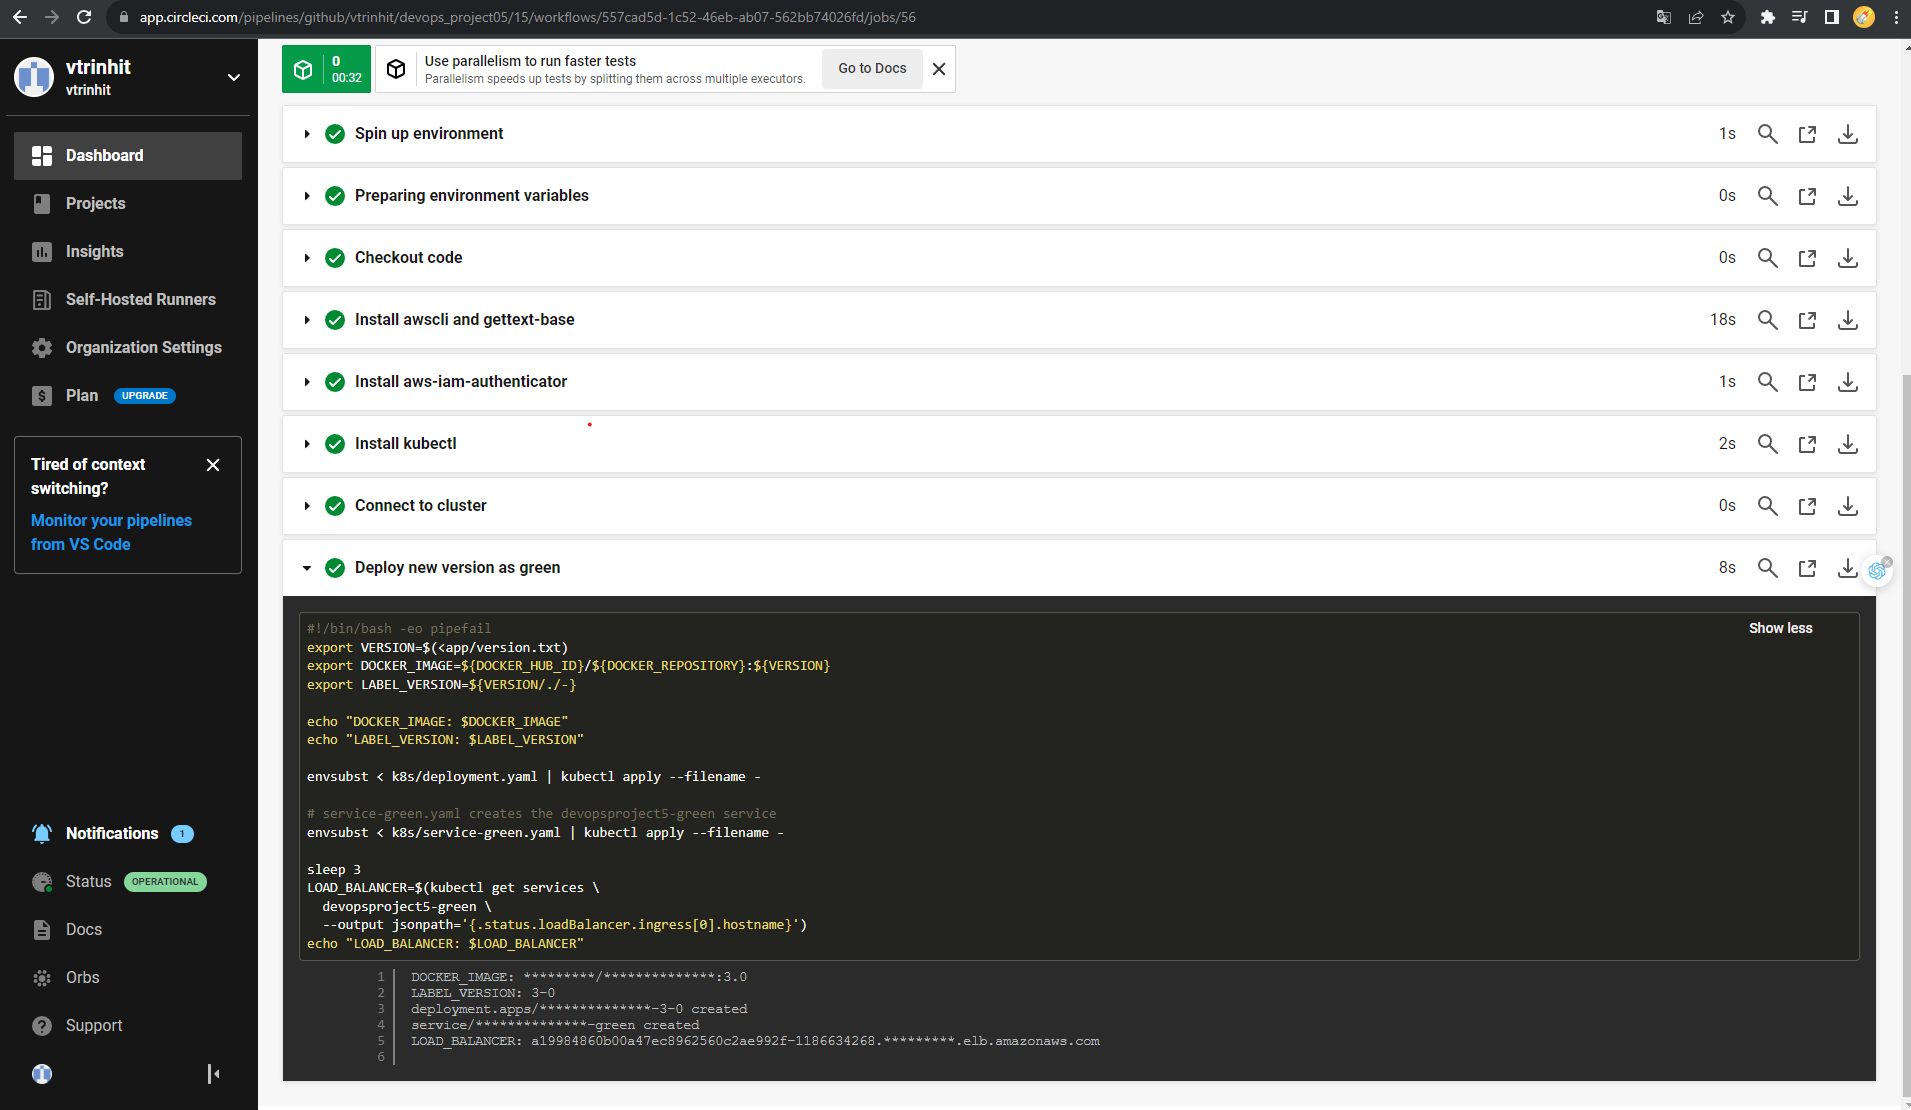 app.circleci.com/pipelines/github/vtrinhit/devops_project05/15/workflows/557cad5d-1c52-46eb-ab07-562bb74026fd/jobs/56
vtrinhit
vtrinhit
Dashboard
Projects
Insights
Self-Hosted Runners
Organization Settings
Plan UPGRADE
Tired of context
switching?
Monitor your pipelines
from VS Code
Notifications 1
Status OPERATIONAL
Docs
Orbs
Support
0
00:32
Use parallelism to run faster tests
Parallelism speeds up tests by splitting them across multiple executors.
Go to Docs
Spin up environment 1s
Preparing environment variables 0s
Checkout code 0s
Install awscli and gettext-base 18s
Install aws-iam-authenticator 1s
Install kubectl 2s
Connect to cluster 0s
Deploy new version as green 8s
Show less
#!/bin/bash -eo pipefail
export VERSION=$(<app/version.txt)
export DOCKER_IMAGE=${DOCKER_HUB_ID}/${DOCKER_REPOSITORY}:${VERSION}
export LABEL_VERSION=${VERSION/./-}
echo "DOCKER_IMAGE: $DOCKER_IMAGE"
echo "LABEL_VERSION: $LABEL_VERSION"
envsubst < k8s/deployment.yaml | kubectl apply --filename -
# service-green.yaml creates the devopsproject5-green service
envsubst < k8s/service-green.yaml | kubectl apply --filename -
sleep 3
LOAD_BALANCER=$(kubectl get services \
devopsproject5-green \
--output jsonpath='{.status.loadBalancer.ingress[0].hostname}')
echo "LOAD_BALANCER: $LOAD_BALANCER"
1 DOCKER_IMAGE: *********/**************:3.0
2 LABEL_VERSION: 3-0
3 deployment.apps/**************-3-0 created
4 service/**************-green created
5 LOAD_BALANCER: a19984860b00a47ec8962560c2ae992f-1186634268.*********.elb.amazonaws.com
6